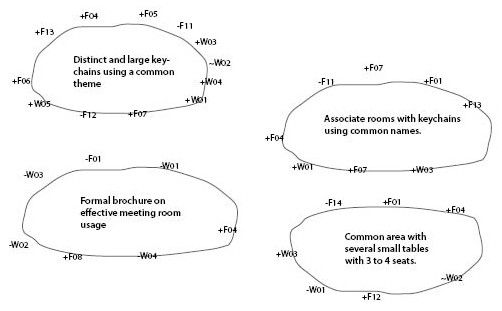 +F04
+F05
+F13
-F11
+W03
Distinct and large key-
chains using a common
theme
~W02
+F06
+W04
+W05
+W01
-F12
+F07
+F07
-F11
+F01
+F13
Associate rooms with keychains
using common names.
+F04
+W01
+F07
+W03
-F01
-W01
-W03
Formal brochure on
effective meeting room
usage
+F04
-W02
+F08
-W04
-F14
+F01
+F04
Common area with
several small tables
with 3 to 4 seats.
+W03
~W02
-W01
+F12